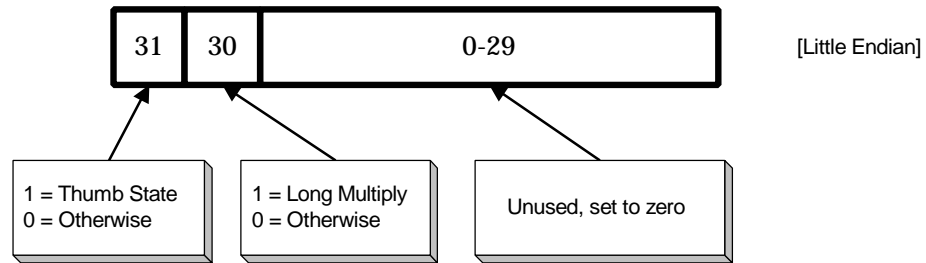 31 30 0-29 [Little Endian]
1 = Thumb State
0 = Otherwise
1 = Long Multiply
0 = Otherwise
Unused, set to zero